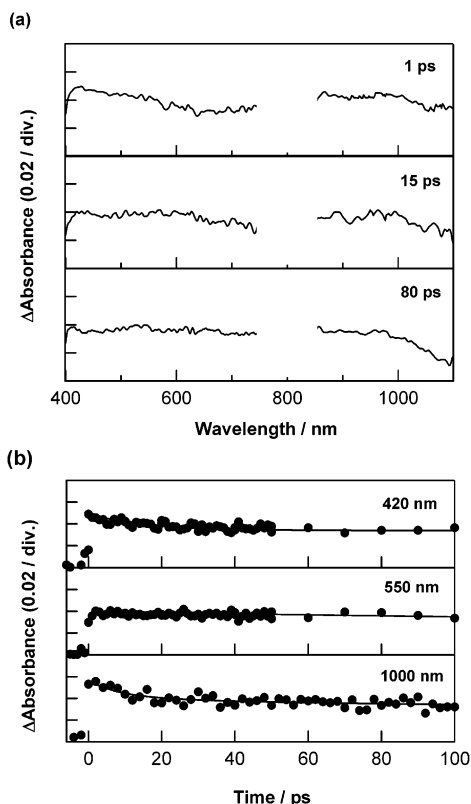 (a)
ΔAbsorbance (0.02 / div.)
1 ps
15 ps
80 ps
400 600 800 1000
Wavelength / nm
(b)
ΔAbsorbance (0.02 / div.)
420 nm
550 nm
1000 nm
0 20 40 60 80 100
Time / ps